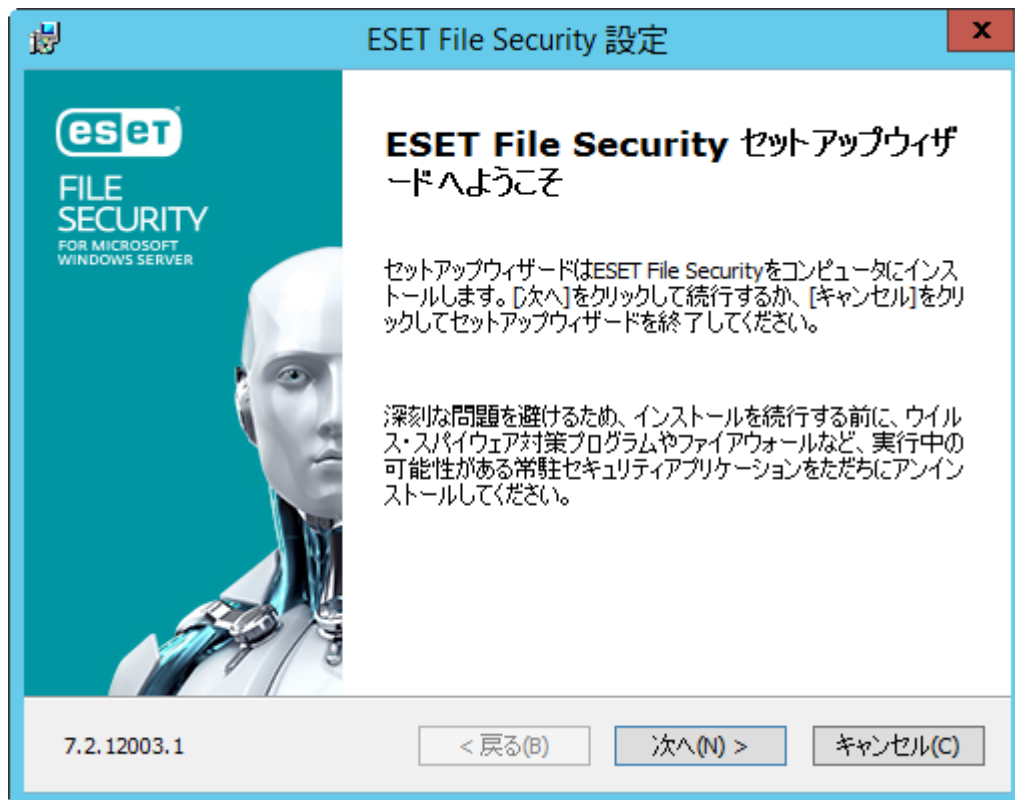 ESET File Security 設定
x
eset
FILE
SECURITY
FOR MICROSOFT
WINDOWS SERVER
ESET File Security セットアップウィザ
ードへようこそ
セットアップウィザードはESET File Securityをコンピュータにインス
トールします。[次へ]をクリックして続行するか、[キャンセル]をクリ
ックしてセットアップウィザードを終了してください。
深刻な問題を避けるため、インストールを続行する前に、ウイル
ス・スパイウェア対策プログラムやファイアウォールなど、実行中の
可能性がある常駐セキュリティアプリケーションをただちにアンイン
ストールしてください。
7.2.12003.1
< 戻る(B)
次へ(N) >
キャンセル(C)